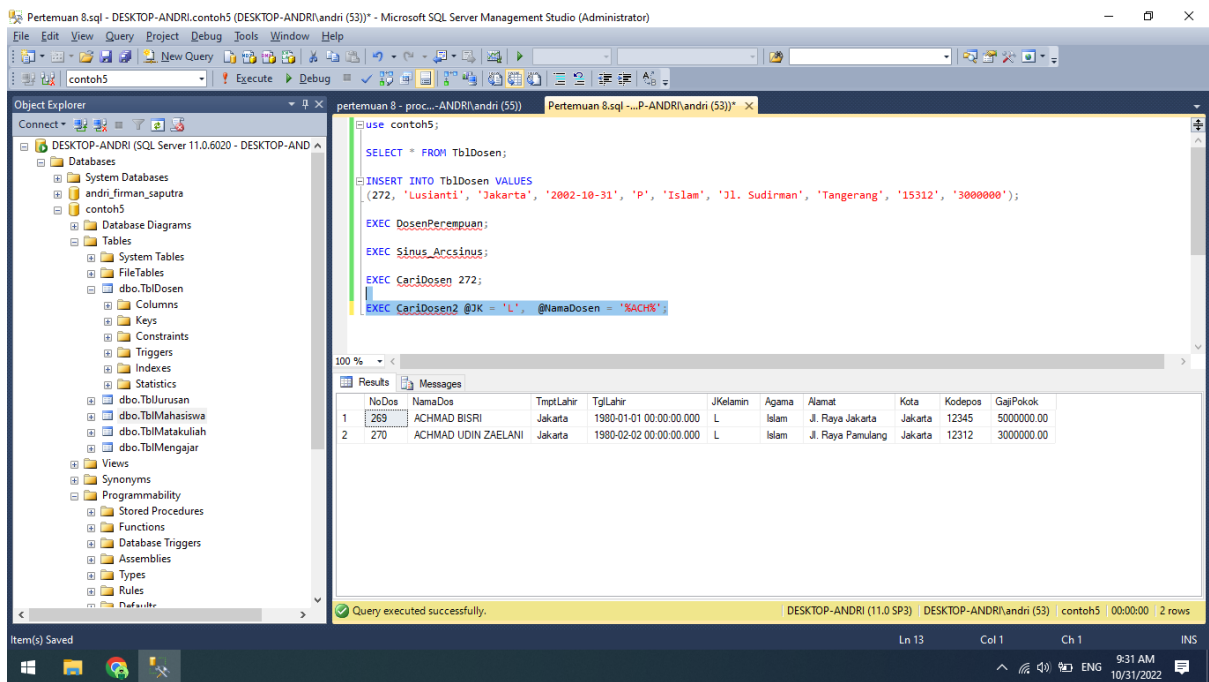 Pertemuan 8.sql - DESKTOP-ANDRI.contoh5 (DESKTOP-ANDRI\andri (53))* - Microsoft SQL Server Management Studio (Administrator)
File Edit View Query Project Debug Tools Window Help
New Query
contoh5 Execute Debug
Object Explorer
Connect
DESKTOP-ANDRI (SQL Server 11.0.6020 - DESKTOP-AND
Databases
System Databases
andri_firman_saputra
contoh5
Database Diagrams
Tables
System Tables
FileTables
dbo.TblDosen
Columns
Keys
Constraints
Triggers
Indexes
Statistics
dbo.TblJurusan
dbo.TblMahasiswa
dbo.TblMatakuliah
dbo.TblMengajar
Views
Synonyms
Programmability
Stored Procedures
Functions
Database Triggers
Assemblies
Types
Rules
Defaults
pertemuan 8 - proc...-ANDRI\andri (55)) Pertemuan 8.sql -...P-ANDRI\andri (53))*
use contoh5;
SELECT * FROM TblDosen;
INSERT INTO TblDosen VALUES
(272, 'Lusianti', 'Jakarta', '2002-10-31', 'P', 'Islam', 'Jl. Sudirman', 'Tangerang', '15312', '3000000');
EXEC DosenPerempuan;
EXEC Sinus_Arcsinus;
EXEC CariDosen 272;
EXEC CariDosen2 @JK = 'L', @NamaDosen = '%ACH%';
100 %
Results Messages
NoDos NamaDos TmptLahir TglLahir JKelamin Agama Alamat Kota Kodepos GajiPokok
1 269 ACHMAD BISRI Jakarta 1980-01-01 00:00:00.000 L Islam Jl. Raya Jakarta Jakarta 12345 5000000.00
2 270 ACHMAD UDIN ZAELANI Jakarta 1980-02-02 00:00:00.000 L Islam Jl. Raya Pamulang Jakarta 12312 3000000.00
Query executed successfully. DESKTOP-ANDRI (11.0 SP3) DESKTOP-ANDRI\andri (53) contoh5 00:00:00 2 rows
Item(s) Saved Ln 13 Col 1 Ch 1 INS
ENG 9:31 AM
10/31/2022